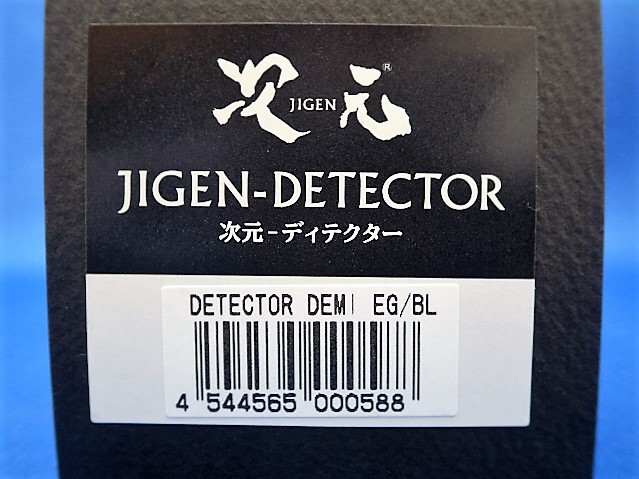 次 JIGEN 元®
JIGEN-DETECTOR
次元-ディテクター
DETECTOR DEMI EG/BL
4 544565 000588